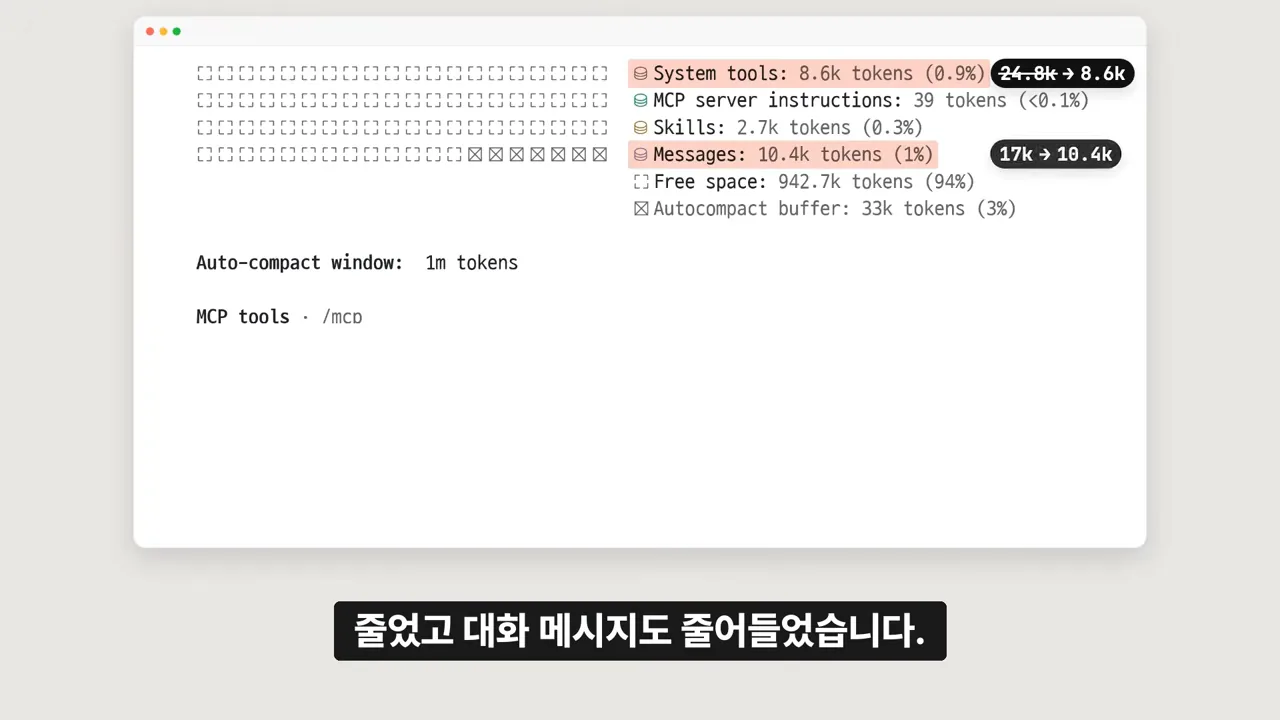 System tools: 8.6k tokens (0.9%) 24.8k → 8.6k
MCP server instructions: 39 tokens (<0.1%)
Skills: 2.7k tokens (0.3%)
Messages: 10.4k tokens (1%) 17k → 10.4k
Free space: 942.7k tokens (94%)
Autocompact buffer: 33k tokens (3%)
Auto-compact window: 1m tokens
MCP tools · /mcp
줄었고 대화 메시지도 줄어들었습니다.